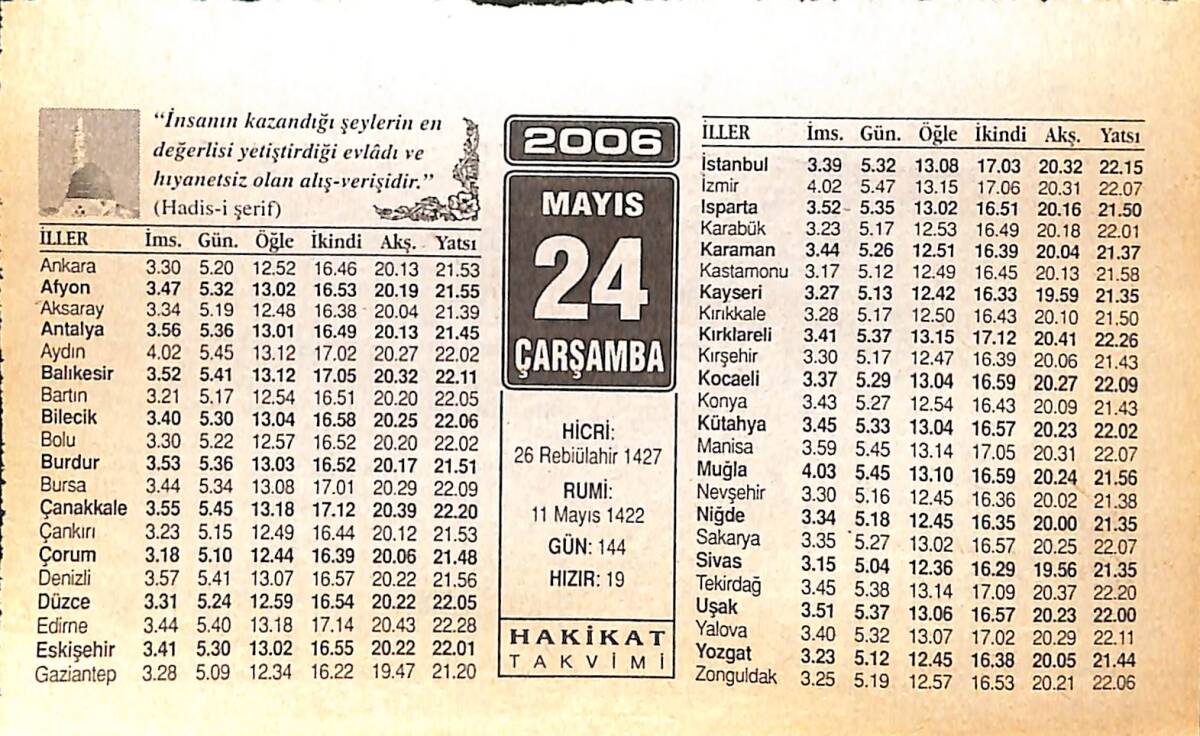 “İnsanın kazandığı şeylerin en
değerlisi yetiştirdiği evlâdı ve
hıyanetsiz olan alış-verişidir.”
(Hadis-i şerif)
İLLER İms. Gün. Öğle İkindi Akş. Yatsı
Ankara 3.30 5.20 12.52 16.46 20.13 21.53
Afyon 3.47 5.32 13.02 16.53 20.19 21.55
Aksaray 3.34 5.19 12.48 16.38 20.04 21.39
Antalya 3.56 5.36 13.01 16.49 20.13 21.45
Aydın 4.02 5.45 13.12 17.02 20.27 22.02
Balıkesir 3.52 5.41 13.12 17.05 20.32 22.11
Bartın 3.21 5.17 12.54 16.51 20.20 22.05
Bilecik 3.40 5.30 13.04 16.58 20.25 22.06
Bolu 3.30 5.22 12.57 16.52 20.20 22.02
Burdur 3.53 5.36 13.03 16.52 20.17 21.51
Bursa 3.44 5.34 13.08 17.01 20.29 22.09
Çanakkale 3.55 5.45 13.18 17.12 20.39 22.20
Çankırı 3.23 5.15 12.49 16.44 20.12 21.53
Çorum 3.18 5.10 12.44 16.39 20.06 21.48
Denizli 3.57 5.41 13.07 16.57 20.22 21.56
Düzce 3.31 5.24 12.59 16.54 20.22 22.05
Edirne 3.44 5.40 13.18 17.14 20.43 22.28
Eskişehir 3.41 5.30 13.02 16.55 20.22 22.01
Gaziantep 3.28 5.09 12.34 16.22 19.47 21.20
2006
MAYIS
24
ÇARŞAMBA
HİCRİ:
26 Rebiülahir 1427
RUMİ:
11 Mayıs 1422
GÜN: 144
HIZIR: 19
HAKİKAT
TAKVİMİ
İLLER İms. Gün. Öğle İkindi Akş. Yatsı
İstanbul 3.39 5.32 13.08 17.03 20.32 22.15
İzmir 4.02 5.47 13.15 17.06 20.31 22.07
Isparta 3.52 5.35 13.02 16.51 20.16 21.50
Karabük 3.23 5.17 12.53 16.49 20.18 22.01
Karaman 3.44 5.26 12.51 16.39 20.04 21.37
Kastamonu 3.17 5.12 12.49 16.45 20.13 21.58
Kayseri 3.27 5.13 12.42 16.33 19.59 21.35
Kırıkkale 3.28 5.17 12.50 16.43 20.10 21.50
Kırklareli 3.41 5.37 13.15 17.12 20.41 22.26
Kırşehir 3.30 5.17 12.47 16.39 20.06 21.43
Kocaeli 3.37 5.29 13.04 16.59 20.27 22.09
Konya 3.43 5.27 12.54 16.43 20.09 21.43
Kütahya 3.45 5.33 13.04 16.57 20.23 22.02
Manisa 3.59 5.45 13.14 17.05 20.31 22.07
Muğla 4.03 5.45 13.10 16.59 20.24 21.56
Nevşehir 3.30 5.16 12.45 16.36 20.02 21.38
Niğde 3.34 5.18 12.45 16.35 20.00 21.35
Sakarya 3.35 5.27 13.02 16.57 20.25 22.07
Sivas 3.15 5.04 12.36 16.29 19.56 21.35
Tekirdağ 3.45 5.38 13.14 17.09 20.37 22.20
Uşak 3.51 5.37 13.06 16.57 20.23 22.00
Yalova 3.40 5.32 13.07 17.02 20.29 22.11
Yozgat 3.23 5.12 12.45 16.38 20.05 21.44
Zonguldak 3.25 5.19 12.57 16.53 20.21 22.06